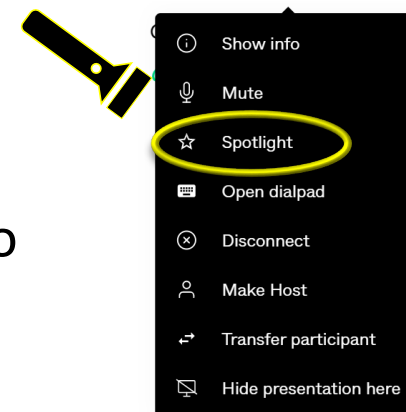 Show info
Mute
Spotlight
Open dialpad
Disconnect
Make Host
Transfer participant
Hide presentation here